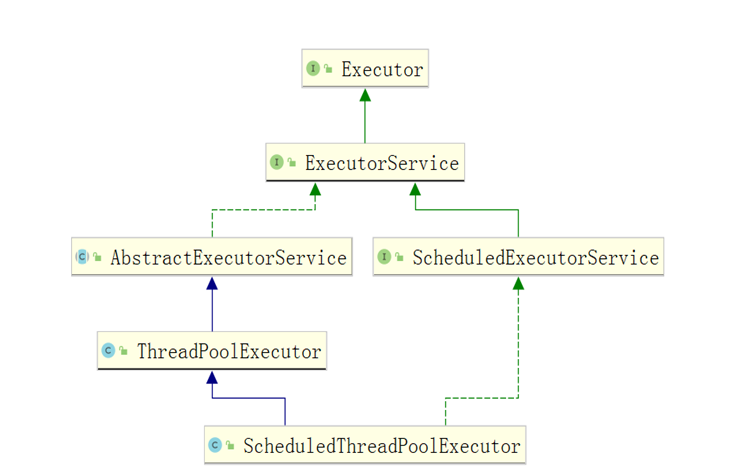 I Executor
I ExecutorService
C AbstractExecutorService
I ScheduledExecutorService
C ThreadPoolExecutor
C ScheduledThreadPoolExecutor